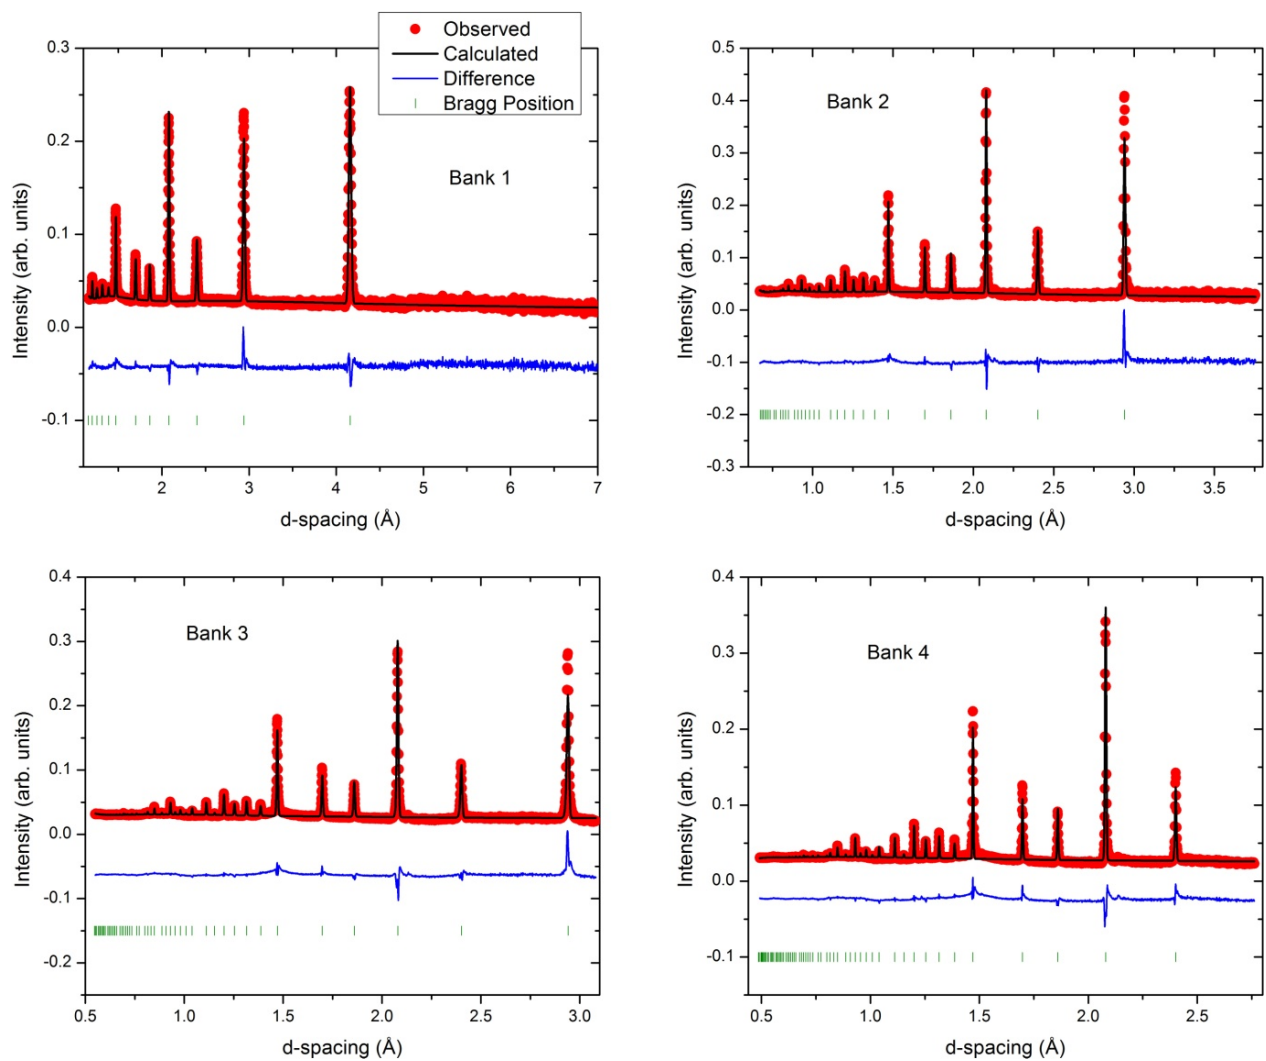 Observed
Calculated
Difference
Bragg Position
0.3
0.2
0.1
0.0
-0.1
Intensity (arb. units)
Bank 1
2 3 4 5 6 7
d-spacing (Å)
0.5
0.4
0.3
0.2
0.1
0.0
-0.1
-0.2
-0.3
Intensity (arb. units)
Bank 2
1.0 1.5 2.0 2.5 3.0 3.5
d-spacing (Å)
0.4
0.3
0.2
0.1
0.0
-0.1
-0.2
Intensity (arb. units)
Bank 3
0.5 1.0 1.5 2.0 2.5 3.0
d-spacing (Å)
0.4
0.3
0.2
0.1
0.0
-0.1
Intensity (arb. units)
Bank 4
0.5 1.0 1.5 2.0 2.5
d-spacing (Å)